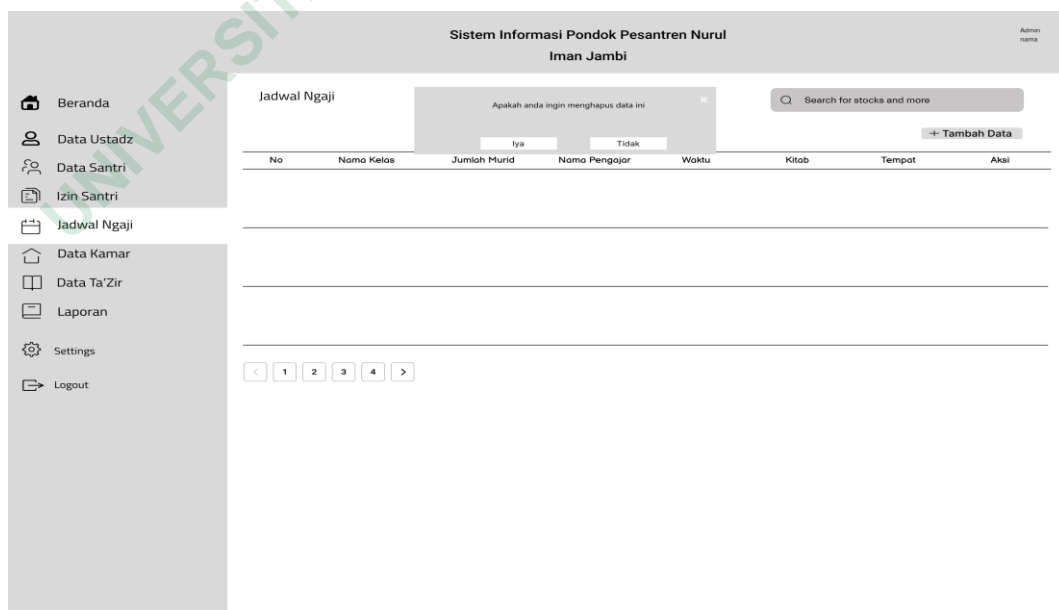 Sistem Informasi Pondok Pesantren Nurul
Iman Jambi
Admin
nama
Beranda
Data Ustadz
Data Santri
Izin Santri
Jadwal Ngaji
Data Kamar
Data Ta'Zir
Laporan
Settings
Logout
Jadwal Ngaji
Apakah anda ingin menghapus data ini
Iya Tidak
Search for stocks and more
+ Tambah Data
No Nama Kelas Jumlah Murid Nama Pengajar Waktu Kitab Tempat Aksi
< 1 2 3 4 >